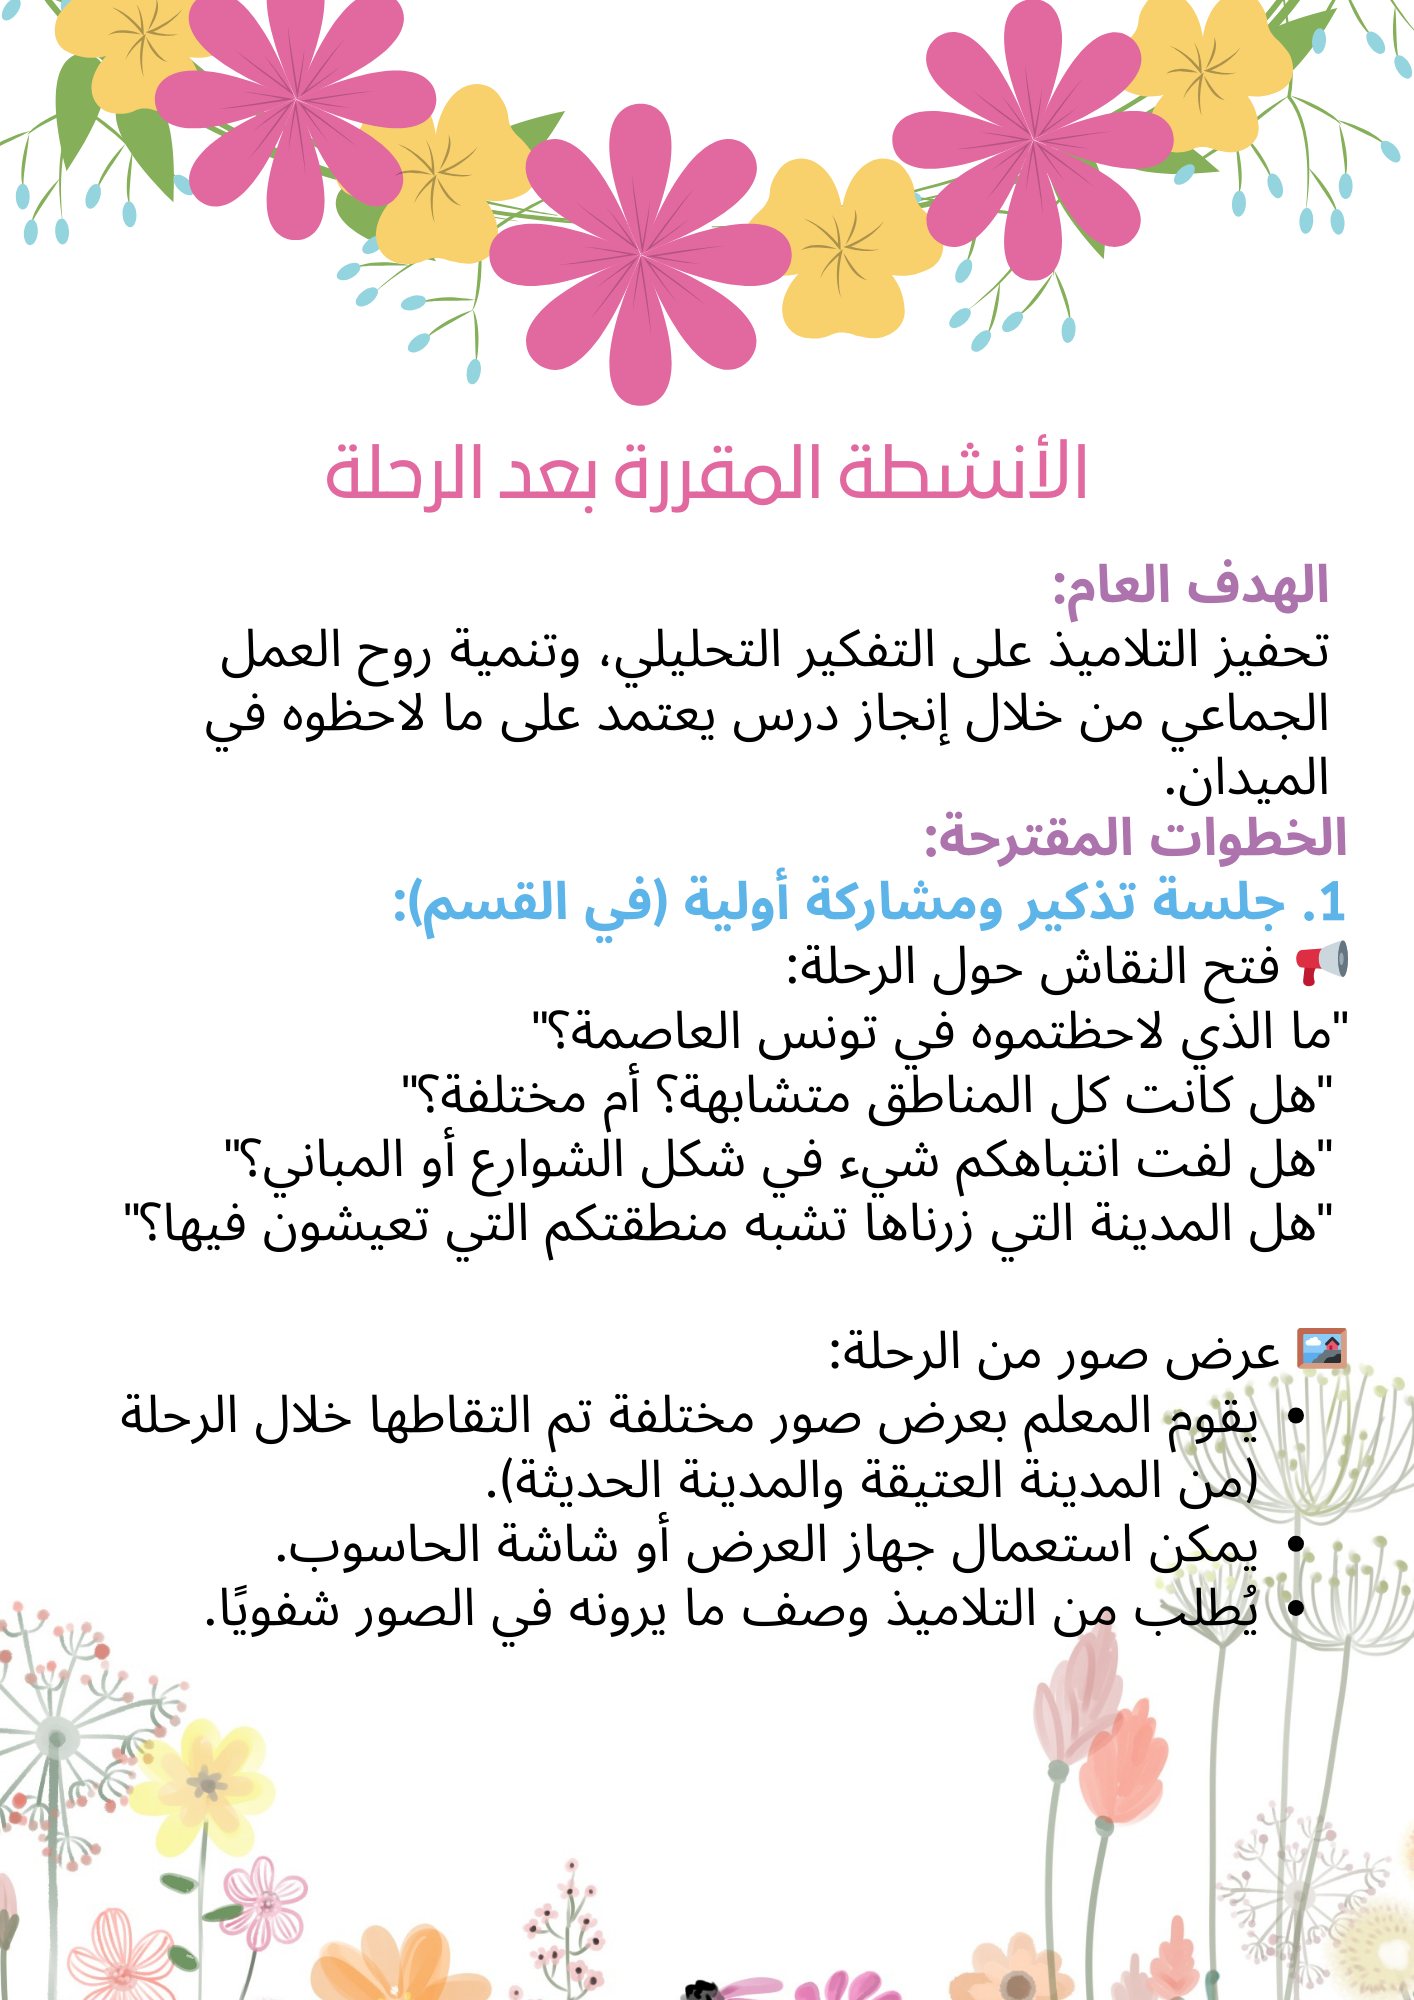 الأنشطة المقررة بعد الرحلة
الهدف العام:
تحفيز التلاميذ على التفكير التحليلي، وتنمية روح العمل
الجماعي من خلال إنجاز درس يعتمد على ما لاحظوه في
الميدان.
الخطوات المقترحة:
1. جلسة تذكير ومشاركة أولية (في القسم):
📢 فتح النقاش حول الرحلة:
"ما الذي لاحظتموه في تونس العاصمة؟"
"هل كانت كل المناطق متشابهة؟ أم مختلفة؟"
"هل لفت انتباهكم شيء في شكل الشوارع أو المباني؟"
"هل المدينة التي زرناها تشبه منطقتكم التي تعيشون فيها؟"
🖼️ عرض صور من الرحلة:
• يقوم المعلم بعرض صور مختلفة تم التقاطها خلال الرحلة
(من المدينة العتيقة والمدينة الحديثة).
• يمكن استعمال جهاز العرض أو شاشة الحاسوب.
• يُطلب من التلاميذ وصف ما يرونه في الصور شفويًا.